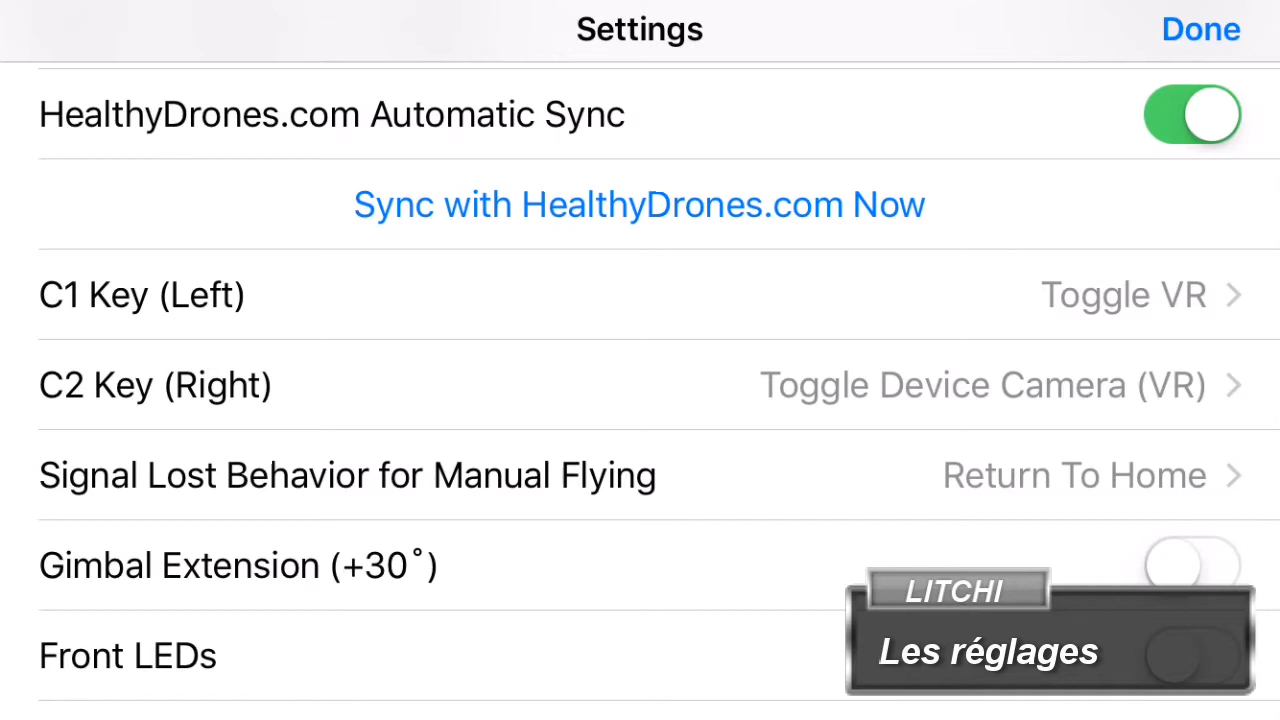 Settings
Done
HealthyDrones.com Automatic Sync
Sync with HealthyDrones.com Now
C1 Key (Left)
Toggle VR
C2 Key (Right)
Toggle Device Camera (VR)
Signal Lost Behavior for Manual Flying
Return To Home
Gimbal Extension (+30˚)
LITCHI
Front LEDs
Les réglages